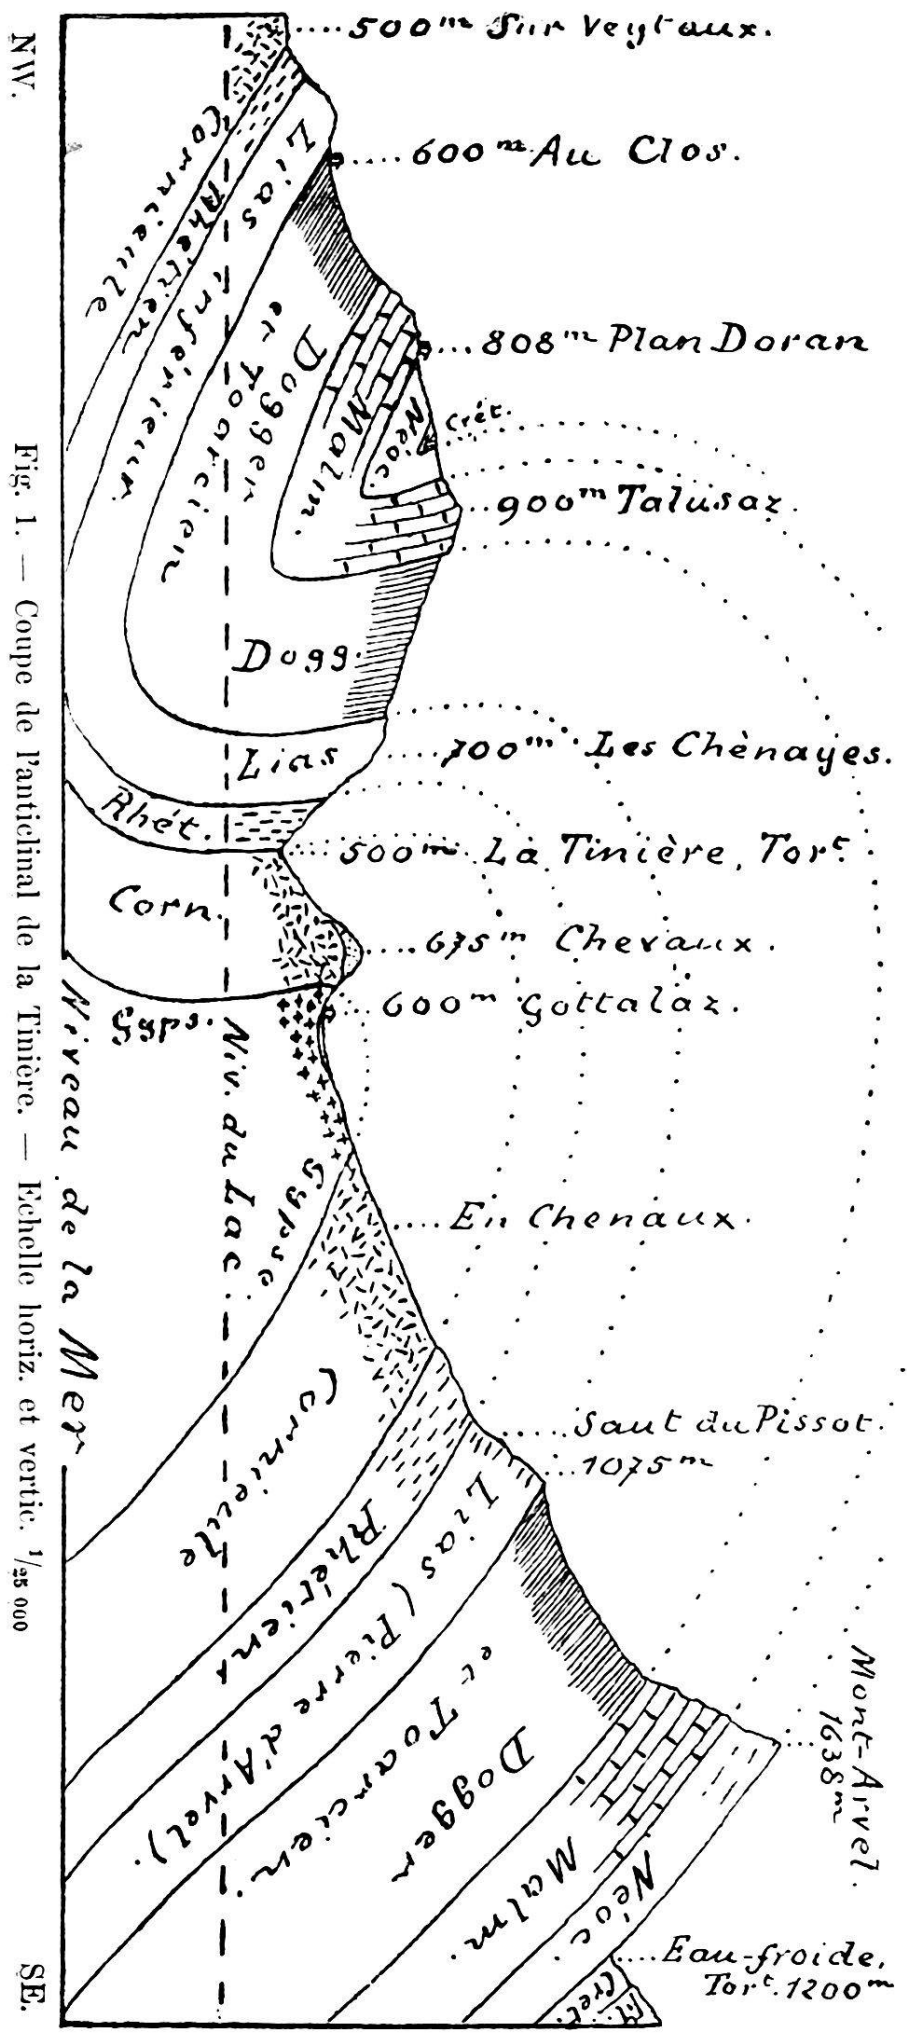 NW.
500m Sur Veytaux.
600m Au Clos.
808m Plan Doran
Crét.
900m Talusaz.
700m Les Chênayes.
500m La Tinière, Tort.
675m Chevaux.
600m Gottalaz.
En Chenaux.
Saut du Pissot.
1075m
Mont-Arvel.
1638m
Eau-froide,
Tort. 1200m
Cornieule
Rhétien
Lias inférieur.
Dogger
et Toarcien
Malm.
Néoc.
Dogg.
Lias
Rhét.
Corn.
Gyps.
Niv. du Lac.
Gypse.
Niveau de la Mer
Cornieule
Rhétien
Lias (Pierre d'Arvel).
Dogger
et Toarcien.
Malm.
Néoc.
Crét.
Fl.
SE.
Fig. 1. — Coupe de l'anticlinal de la Tinière. — Echelle horiz. et vertic. 1/25 000